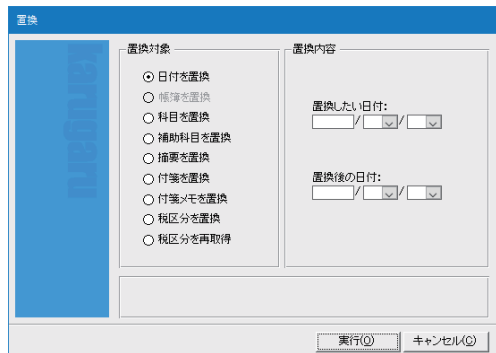 置換
karugaru
置換対象
日付を置換
帳簿を置換
科目を置換
補助科目を置換
摘要を置換
付箋を置換
付箋メモを置換
税区分を置換
税区分を再取得
置換内容
置換したい日付:
/ /
置換後の日付:
/ /
実行(O) キャンセル(C)